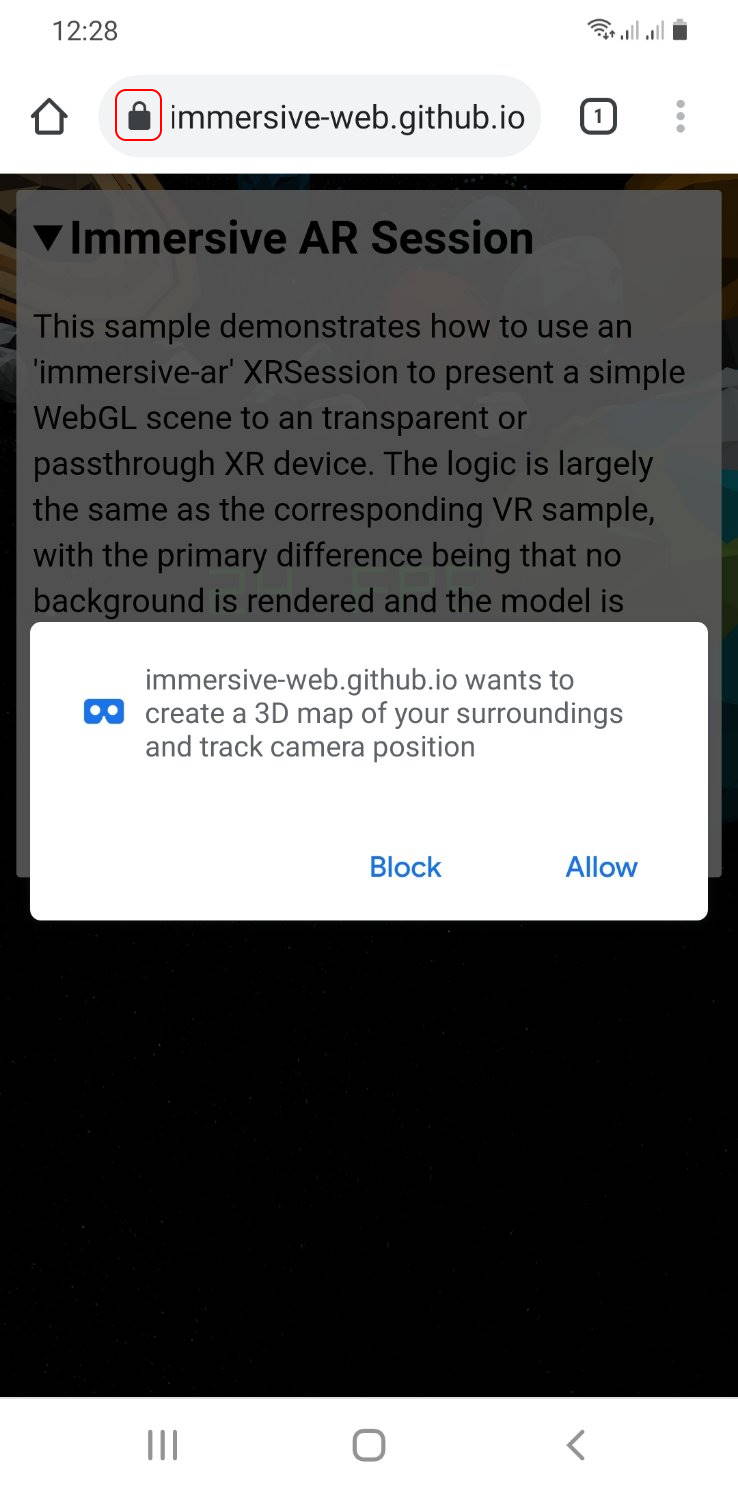 12:28
immersive-web.github.io
1
▼Immersive AR Session
This sample demonstrates how to use an
'immersive-ar' XRSession to present a simple
WebGL scene to an transparent or
passthrough XR device. The logic is largely
the same as the corresponding VR sample,
with the primary difference being that no
background is rendered and the model is
immersive-web.github.io wants to
create a 3D map of your surroundings
and track camera position
Block
Allow